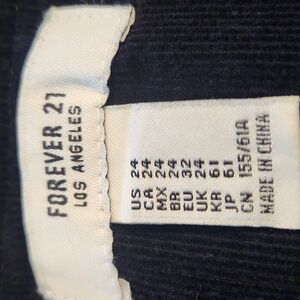 FOREVER 21
LOS ANGELES
US 24
CA 24
MX 24
BR 24
EU 32
UK 24
KR 61
JP 61
CN 155/61A
MADE IN CHINA